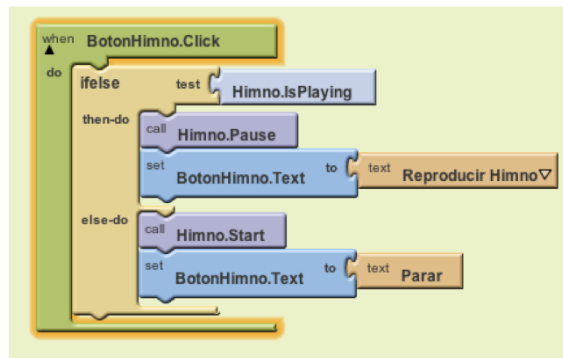 when BotonHimno.Click
do ifelse test Himno.IsPlaying
then-do call Himno.Pause
set BotonHimno.Text to text Reproducir Himno
else-do call Himno.Start
set BotonHimno.Text to text Parar